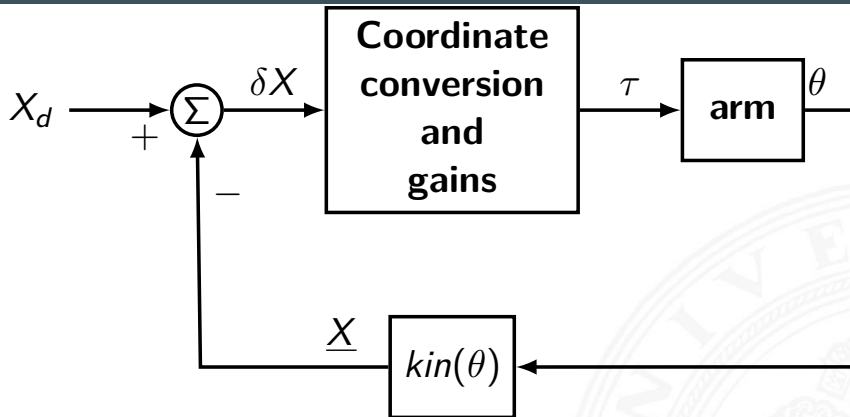 X_d
+
Σ
−
δX
Coordinate
conversion
and
gains
τ
arm
θ
X
kin(θ)
N I V E